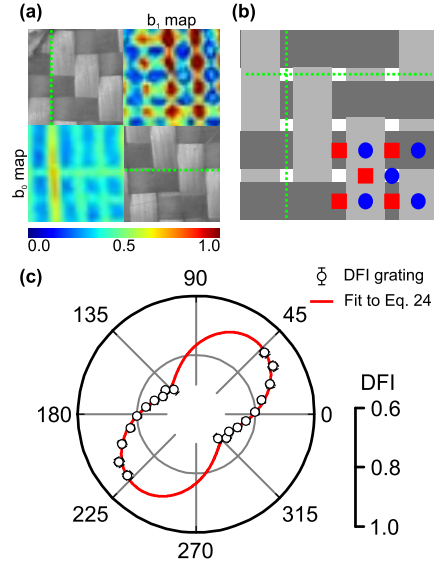 (a)
b₁ map
(b)
b₀ map
0.0 0.5 1.0
(c)
90
DFI grating
Fit to Eq. 24
135
45
DFI
180
0
0.6
0.8
1.0
225
315
270